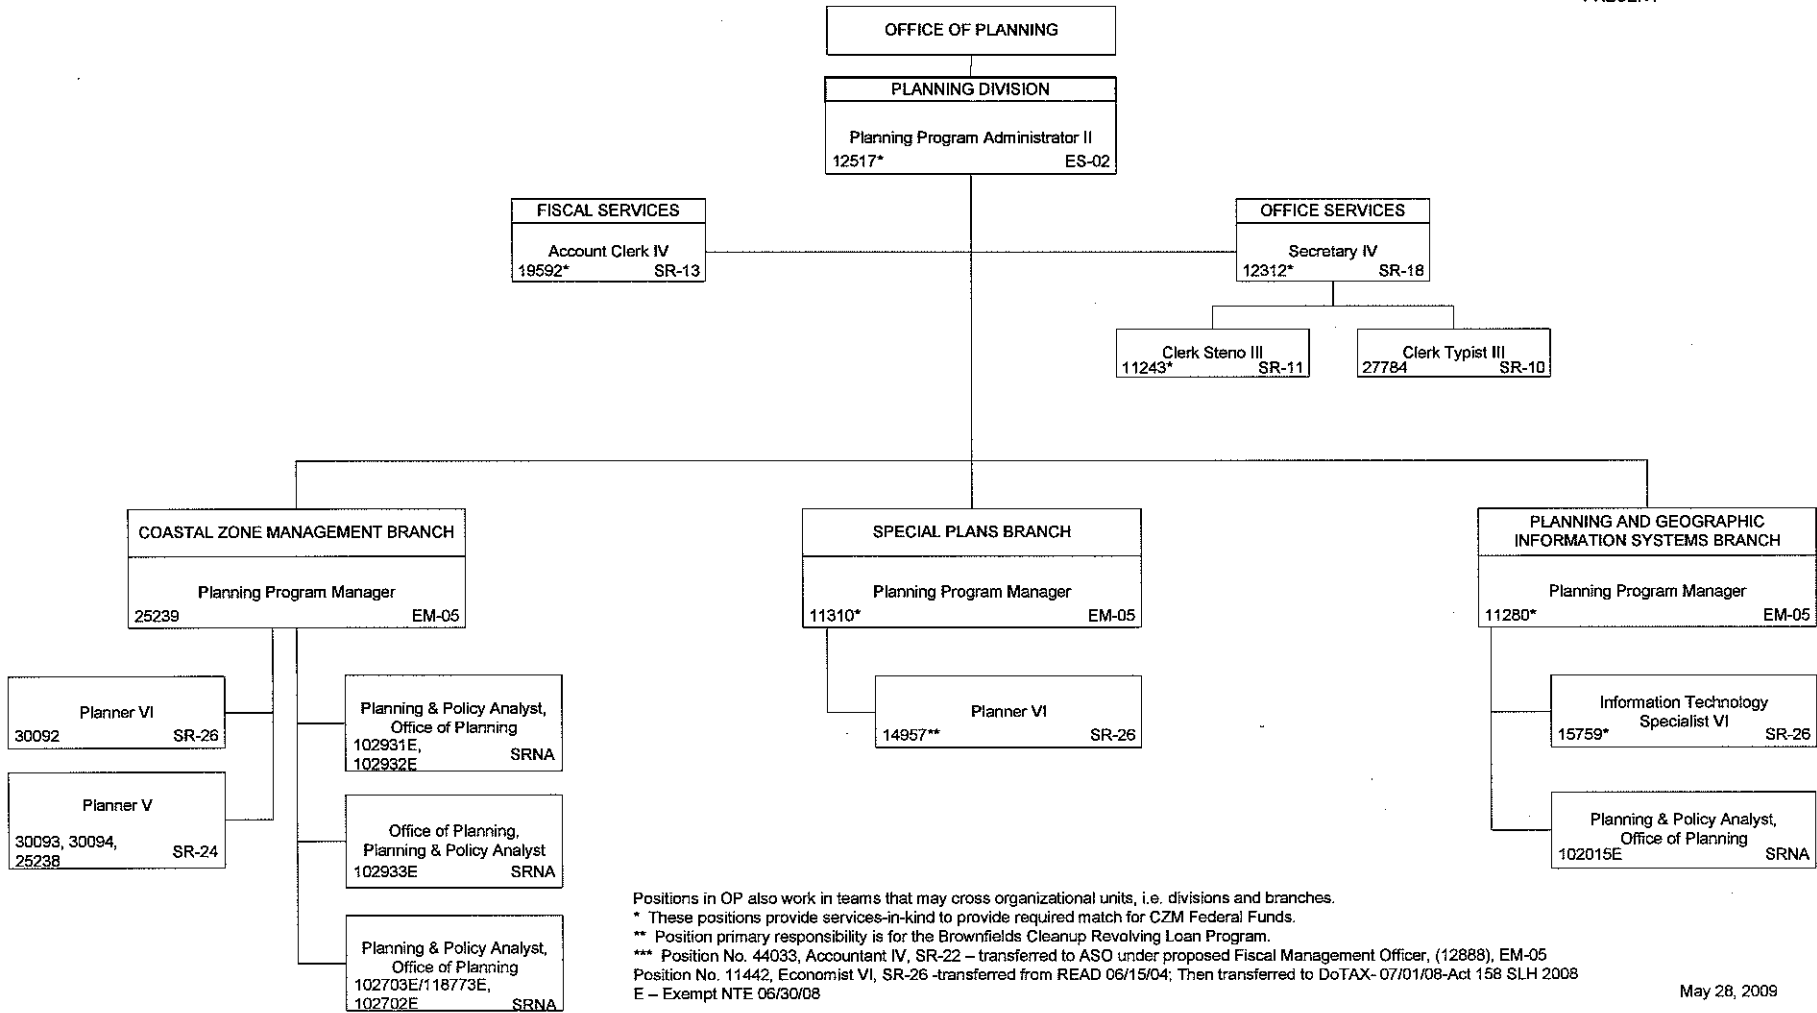 OFFICE OF PLANNING
PLANNING DIVISION
Planning Program Administrator II
12517* ES-02
FISCAL SERVICES
Account Clerk IV
19592* SR-13
OFFICE SERVICES
Secretary IV
12312* SR-18
Clerk Steno III
11243* SR-11
Clerk Typist III
27784 SR-10
COASTAL ZONE MANAGEMENT BRANCH
Planning Program Manager
25239 EM-05
Planner VI
30092 SR-26
Planner V
30093, 30094,
25238 SR-24
Planning & Policy Analyst,
Office of Planning
102931E,
102932E SRNA
Office of Planning,
Planning & Policy Analyst
102933E SRNA
Planning & Policy Analyst,
Office of Planning
102703E/118773E,
102702E SRNA
SPECIAL PLANS BRANCH
Planning Program Manager
11310* EM-05
Planner VI
14957** SR-26
PLANNING AND GEOGRAPHIC
INFORMATION SYSTEMS BRANCH
Planning Program Manager
11280* EM-05
Information Technology
Specialist VI
15759* SR-26
Planning & Policy Analyst,
Office of Planning
102015E SRNA
Positions in OP also work in teams that may cross organizational units, i.e. divisions and branches.
* These positions provide services-in-kind to provide required match for CZM Federal Funds.
** Position primary responsibility is for the Brownfields Cleanup Revolving Loan Program.
*** Position No. 44033, Accountant IV, SR-22 – transferred to ASO under proposed Fiscal Management Officer, (12888), EM-05
Position No. 11442, Economist VI, SR-26 -transferred from READ 06/15/04; Then transferred to DoTAX- 07/01/08-Act 158 SLH 2008
E – Exempt NTE 06/30/08
May 28, 2009